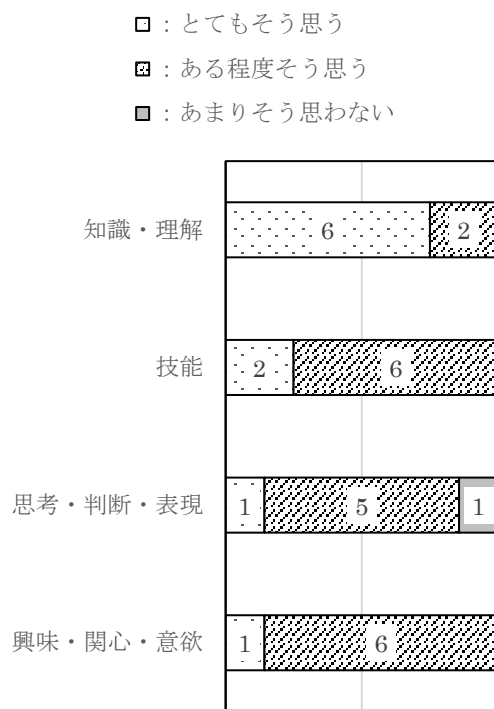 ：とてもそう思う
：ある程度そう思う
：あまりそう思わない
知識・理解 6 2
技能 2 6
思考・判断・表現 1 5 1
興味・関心・意欲 1 6